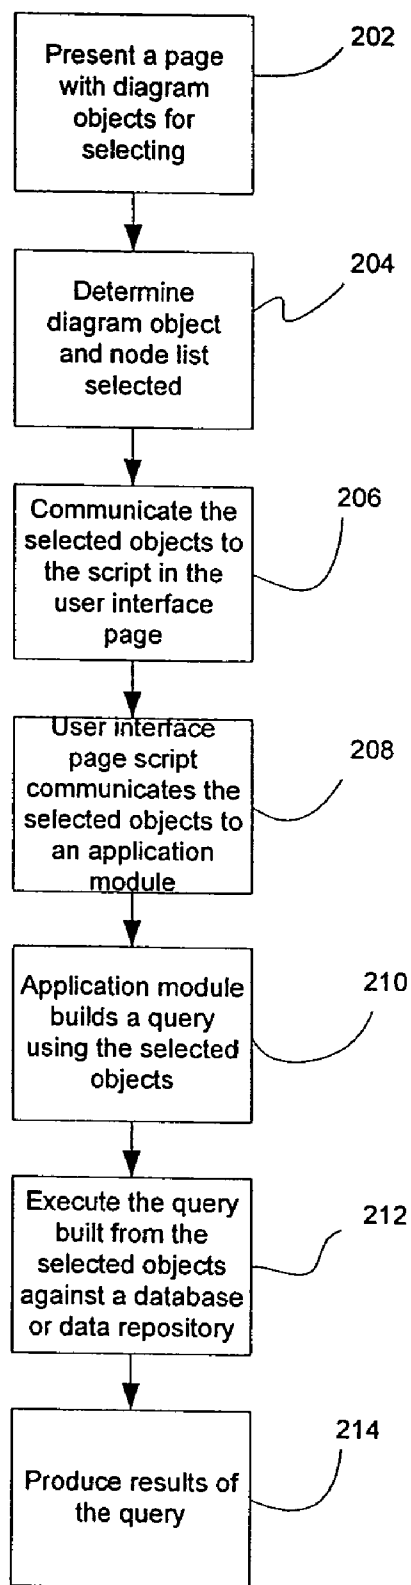 Present a page
with diagram
objects for
selecting
202
Determine
diagram object
and node list
selected
204
Communicate the
selected objects to
the script in the
user interface
page
206
User interface
page script
communicates the
selected objects to
an application
module
208
Application module
builds a query
using the selected
objects
210
Execute the query
built from the
selected objects
against a database
or data repository
212
Produce results of
the query
214